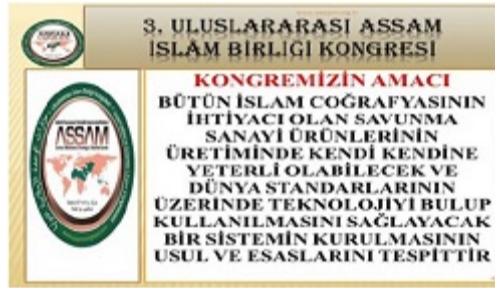 3. ULUSLARARASI ASSAM
İSLÂM BİRLİĞİ KONGRESİ
ASSAM
KONGREMİZİN AMACI
BÜTÜN İSLAM COĞRAFYASININ
İHTİYACI OLAN SAVUNMA
SANAYİ ÜRÜNLERİNİN
ÜRETİMİNDE KENDİ KENDİNE
YETERLİ OLABİLECEK VE
DÜNYA STANDARLARININ
ÜZERİNDE TEKNOLOJİYİ BULUP
KULLANILMASINI SAĞLAYACAK
BİR SİSTEMİN KURULMASININ
USUL VE ESASLARINI TESPİTTİR